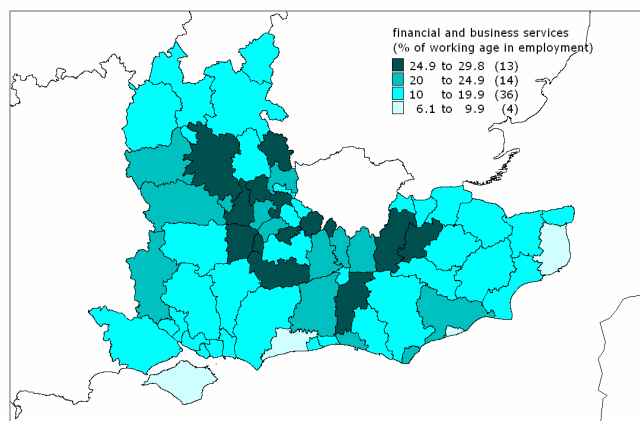 financial and business services
(% of working age in employment)
24.9 to 29.8 (13)
20 to 24.9 (14)
10 to 19.9 (36)
6.1 to 9.9 (4)